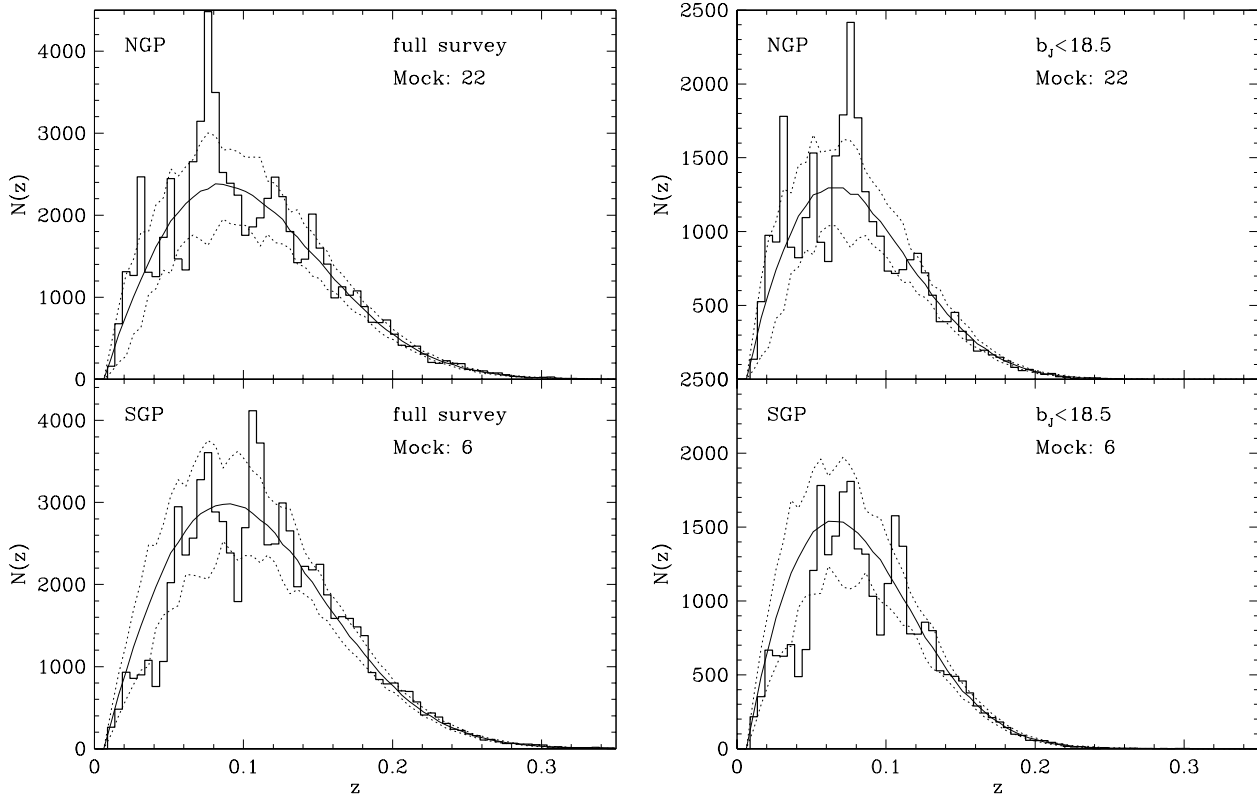 NGP
full survey
Mock: 22
4000
3000
2000
1000
0
N(z)
NGP
b_J<18.5
Mock: 22
2500
2000
1500
1000
500
2500
N(z)
SGP
full survey
Mock: 6
4000
3000
2000
1000
0
N(z)
0 0.1 0.2 0.3
z
SGP
b_J<18.5
Mock: 6
2000
1500
1000
500
0
N(z)
0 0.1 0.2 0.3
z